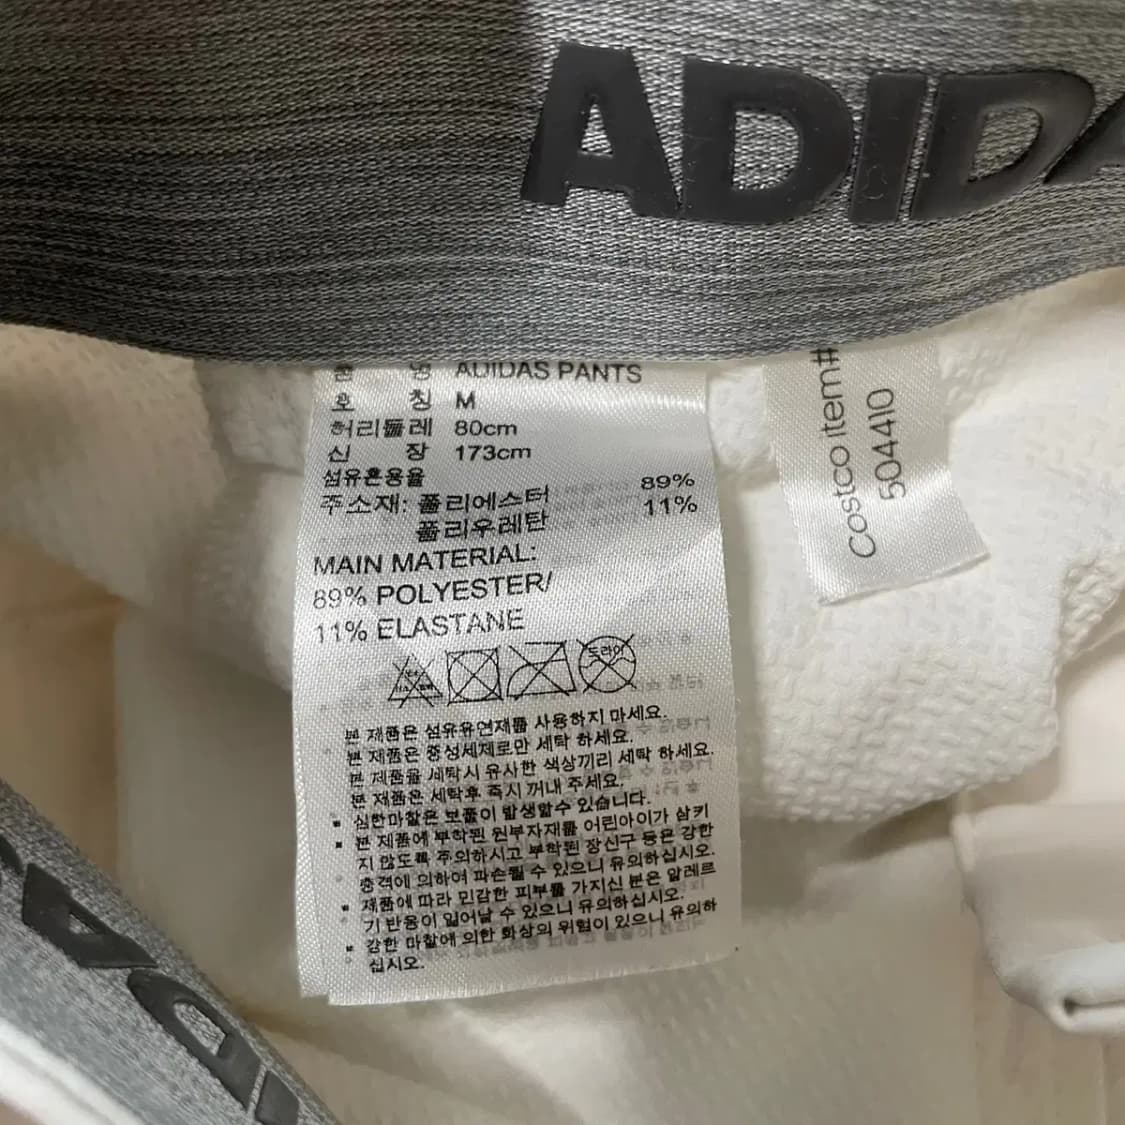 ADIDA
품 명 ADIDAS PANTS
호 칭 M
허리둘레 80cm
신 장 173cm
섬유혼용율
주소재: 폴리에스터 89%
폴리우레탄 11%
MAIN MATERIAL:
89% POLYESTER/
11% ELASTANE
드라이
본 제품은 섬유유연제를 사용하지 마세요.
본 제품은 중성세제로만 세탁 하세요.
본 제품을 세탁시 유사한 색상끼리 세탁 하세요.
본 제품은 세탁후 즉시 꺼내 주세요.
▪ 심한마찰은 보풀이 발생할수 있습니다.
▪ 본 제품에 부착된 원부자재를 어린아이가 삼키
지 않도록 주의하시고 부착된 장신구 등은 강한
충격에 의하여 파손될 수 있으니 유의하십시오.
▪ 제품에 따라 민감한 피부를 가지신 분은 알레르
기 반응이 일어날 수 있으니 유의하십시오.
▪ 강한 마찰에 의한 화상의 위험이 있으니 유의하
십시오.
Costco item#
504410